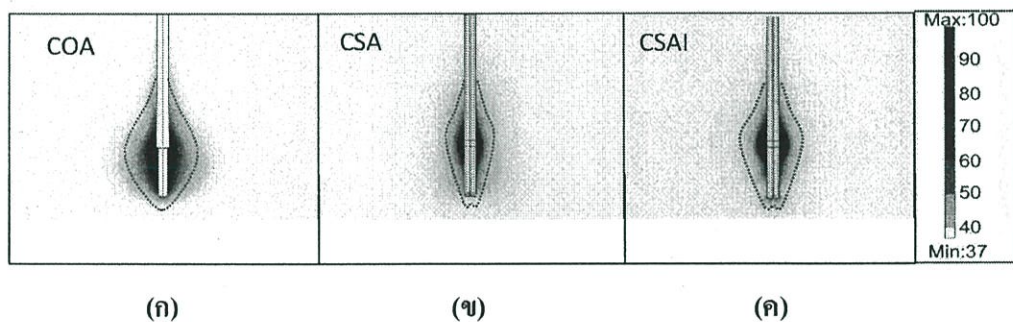 COA
CSA
CSAI
Max:100
90
80
70
60
50
40
Min:37
(ก)
(ข)
(ค)